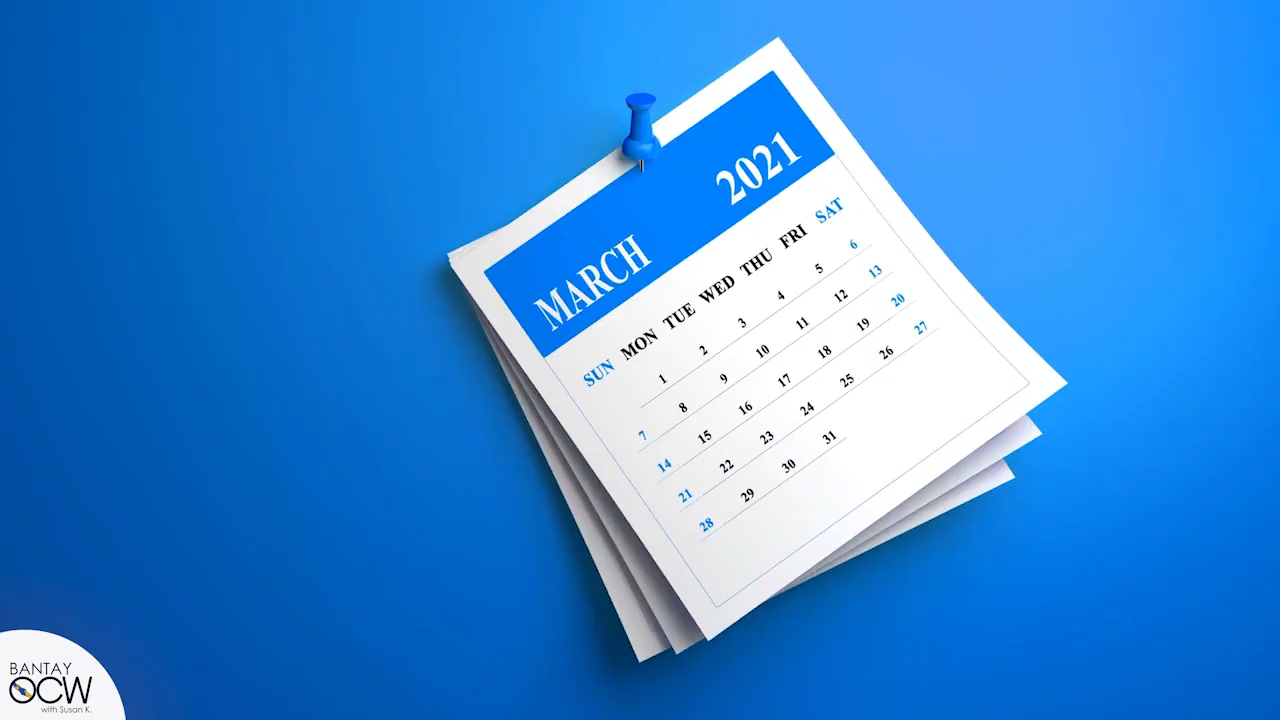 MARCH 2021
SUN MON TUE WED THU FRI SAT
1 2 3 4 5 6
7 8 9 10 11 12 13
14 15 16 17 18 19 20
21 22 23 24 25 26 27
28 29 30 31
BANTAY
OCW
with Susan K.